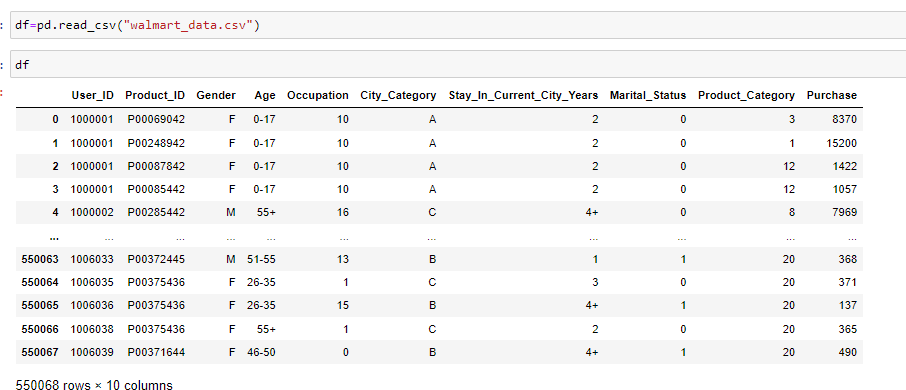 : df=pd.read_csv("walmart_data.csv")
: df
:
User_ID Product_ID Gender Age Occupation City_Category Stay_In_Current_City_Years Marital_Status Product_Category Purchase
0 1000001 P00069042 F 0-17 10 A 2 0 3 8370
1 1000001 P00248942 F 0-17 10 A 2 0 1 15200
2 1000001 P00087842 F 0-17 10 A 2 0 12 1422
3 1000001 P00085442 F 0-17 10 A 2 0 12 1057
4 1000002 P00285442 M 55+ 16 C 4+ 0 8 7969
... ... ... ... ... ... ... ... ... ... ...
550063 1006033 P00372445 M 51-55 13 B 1 1 20 368
550064 1006035 P00375436 F 26-35 1 C 3 0 20 371
550065 1006036 P00375436 F 26-35 15 B 4+ 1 20 137
550066 1006038 P00375436 F 55+ 1 C 2 0 20 365
550067 1006039 P00371644 F 46-50 0 B 4+ 1 20 490
550068 rows × 10 columns